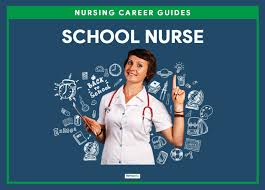 NURSING CAREER GUIDES
SCHOOL NURSE
BACK
to
School